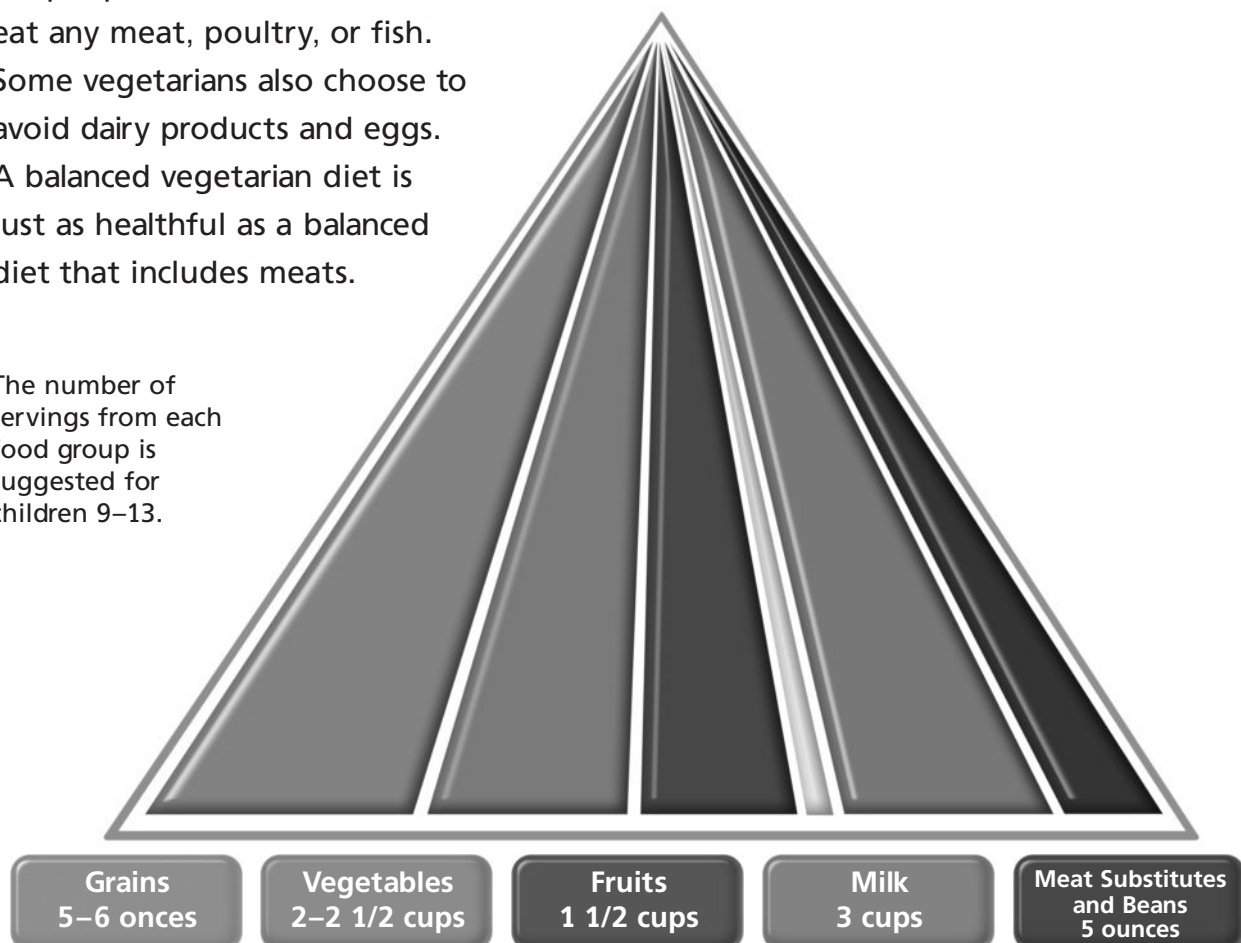 eat any meat, poultry, or fish.
Some vegetarians also choose to
avoid dairy products and eggs.
A balanced vegetarian diet is
just as healthful as a balanced
diet that includes meats.
The number of
servings from each
food group is
suggested for
children 9–13.
Grains
5–6 onces
Vegetables
2–2 1/2 cups
Fruits
1 1/2 cups
Milk
3 cups
Meat Substitutes
and Beans
5 ounces